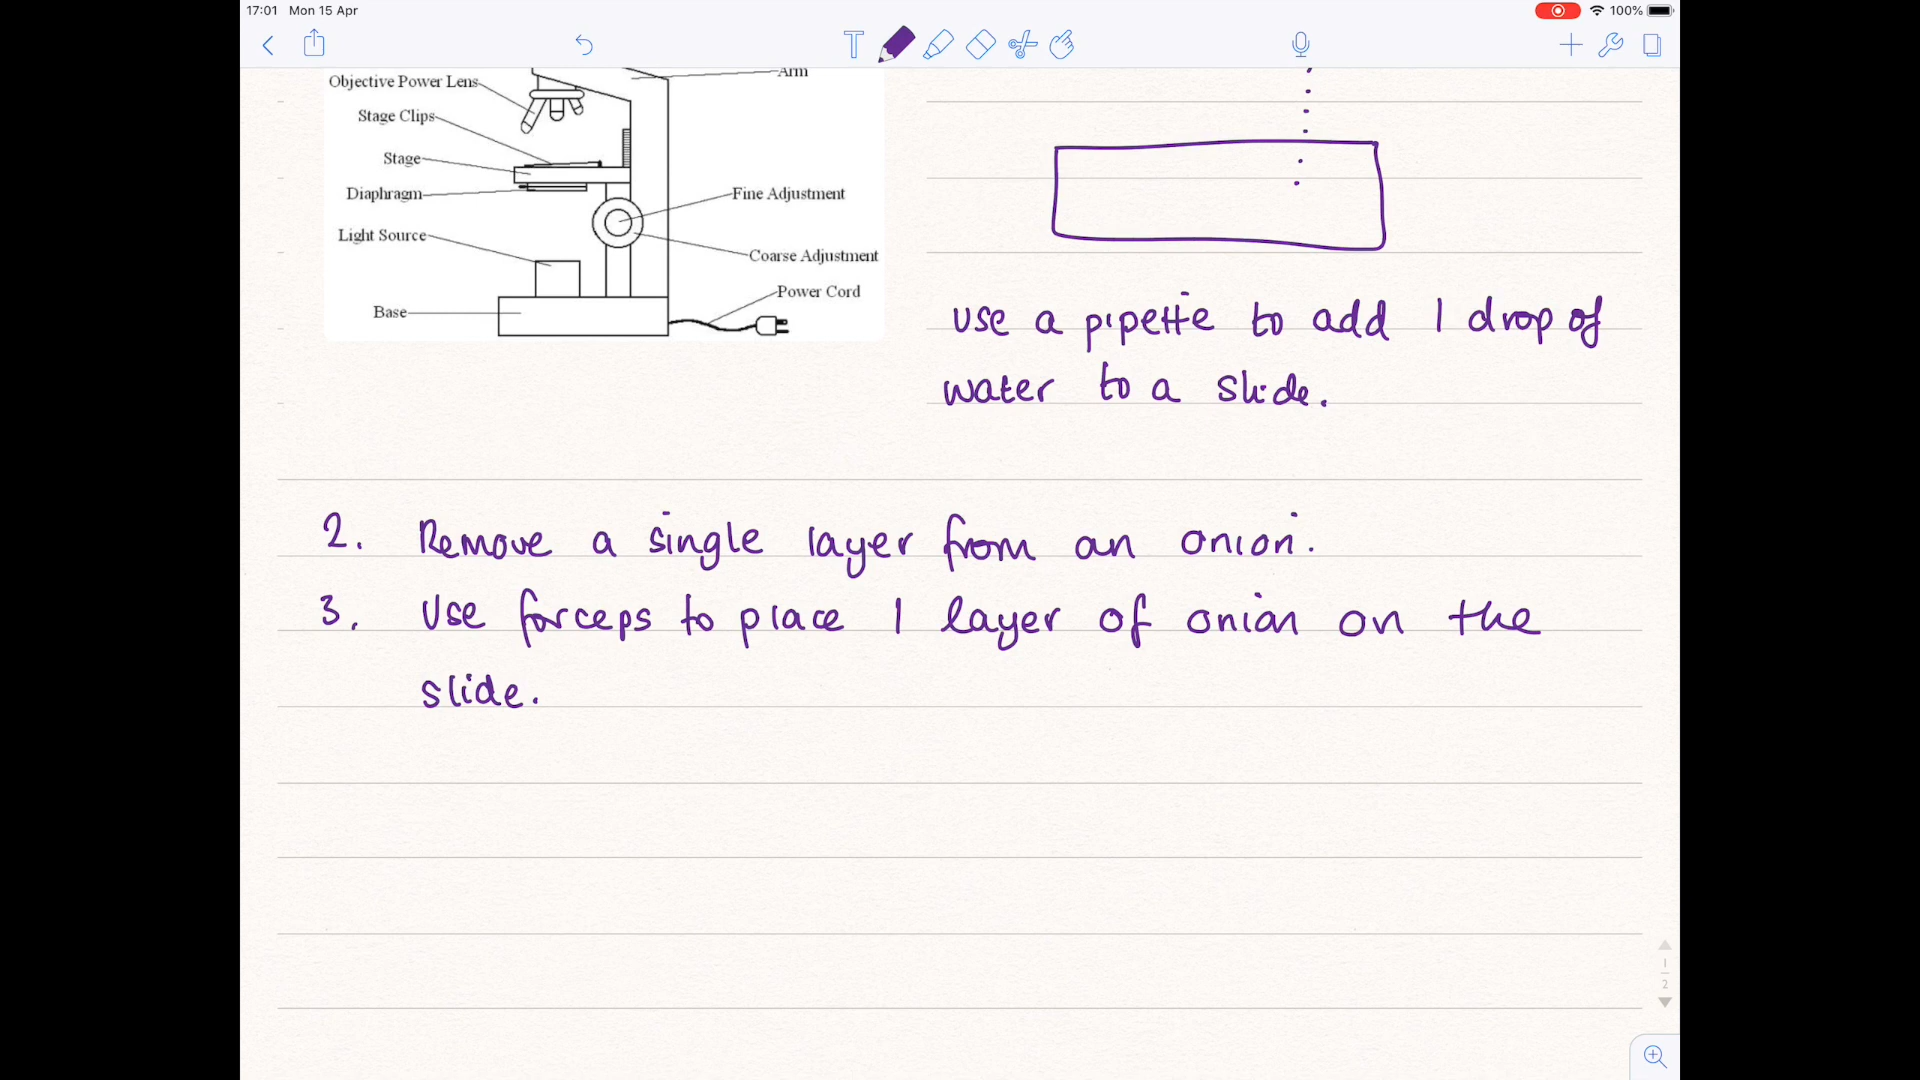 17:01 Mon 15 Apr
100%
T
Arm
Objective Power Lens
Stage Clips
Stage
Diaphragm
Fine Adjustment
Light Source
Coarse Adjustment
Power Cord
Base
use a pipette to add 1 drop of
water to a slide.
2. Remove a single layer from an onion.
3. Use forceps to place 1 layer of onion on the
slide.
1
2